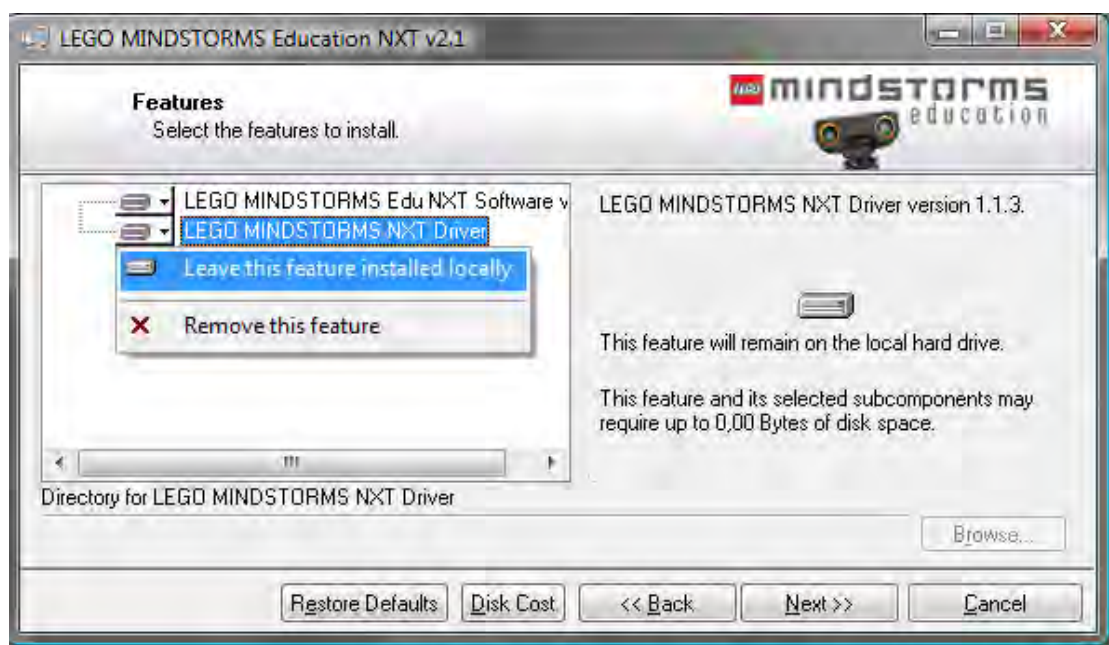 LEGO MINDSTORMS Education NXT v2.1
Features
Select the features to install.
LEGO mindstorms
education
LEGO MINDSTORMS Edu NXT Software v
LEGO MINDSTORMS NXT Driver
Leave this feature installed locally
Remove this feature
LEGO MINDSTORMS NXT Driver version 1.1.3.
This feature will remain on the local hard drive.
This feature and its selected subcomponents may
require up to 0,00 Bytes of disk space.
Directory for LEGO MINDSTORMS NXT Driver
Browse...
Restore Defaults
Disk Cost
<< Back
Next >>
Cancel